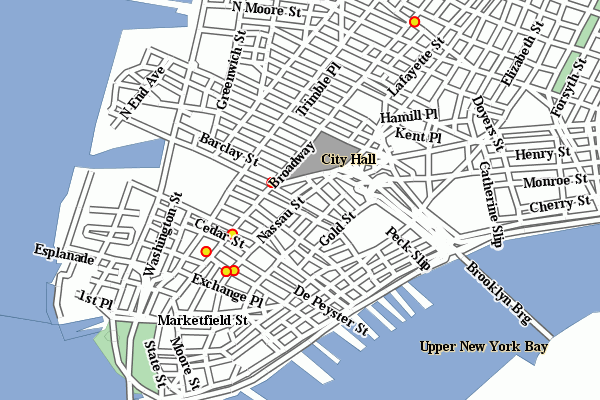 N Moore St
Elizabeth St
Lafayette St
Greenwich St
Forsyth St
N End Ave
Trimble Pl
Hamill Pl
Doyers St
Kent Pl
Barclay St
Broadway
City Hall
Henry St
Monroe St
Catherine Slip
Cherry St
Washington St
Nassau St
Gold St
Cedar St
Peck Slip
Esplanade
Exchange Pl
1st Pl
De Peyster St
Brooklyn Brg
Marketfield St
State St
Moore St
Upper New York Bay